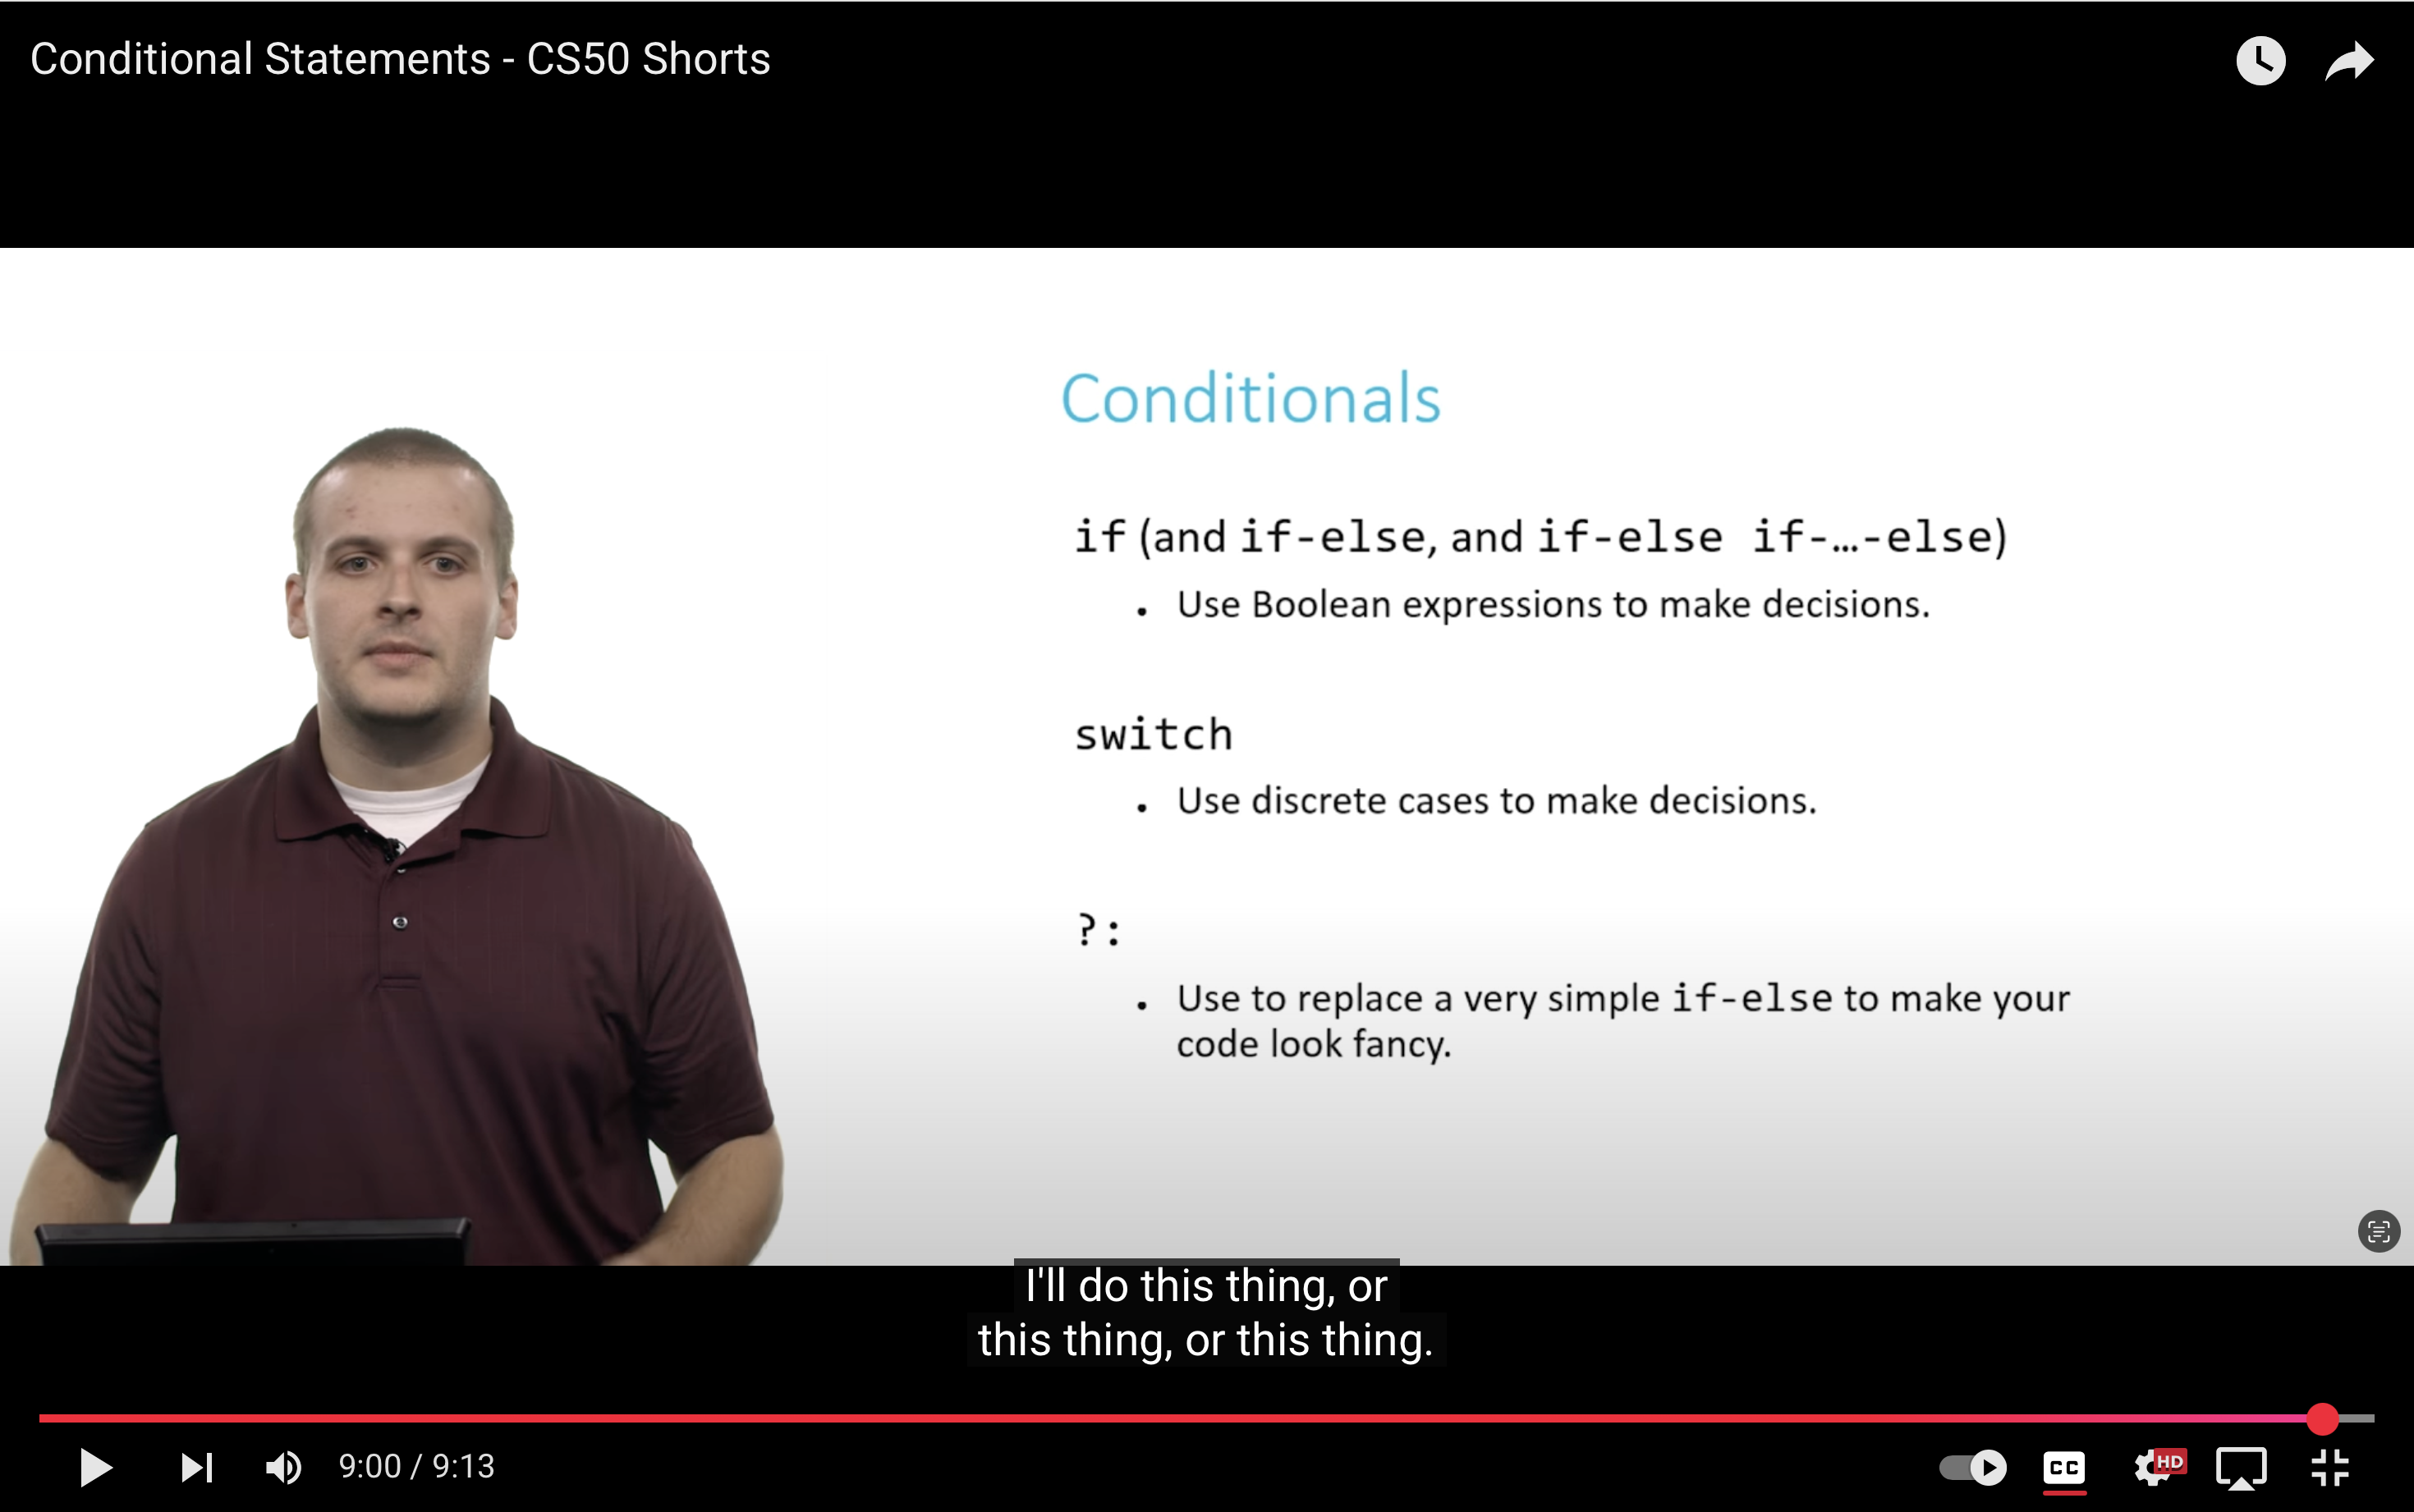 Conditional Statements - CS50 Shorts
Conditionals
if (and if-else, and if-else if-…-else)
• Use Boolean expressions to make decisions.
switch
• Use discrete cases to make decisions.
?:
• Use to replace a very simple if-else to make your
code look fancy.
I'll do this thing, or
this thing, or this thing.
9:00 / 9:13
CC
HD